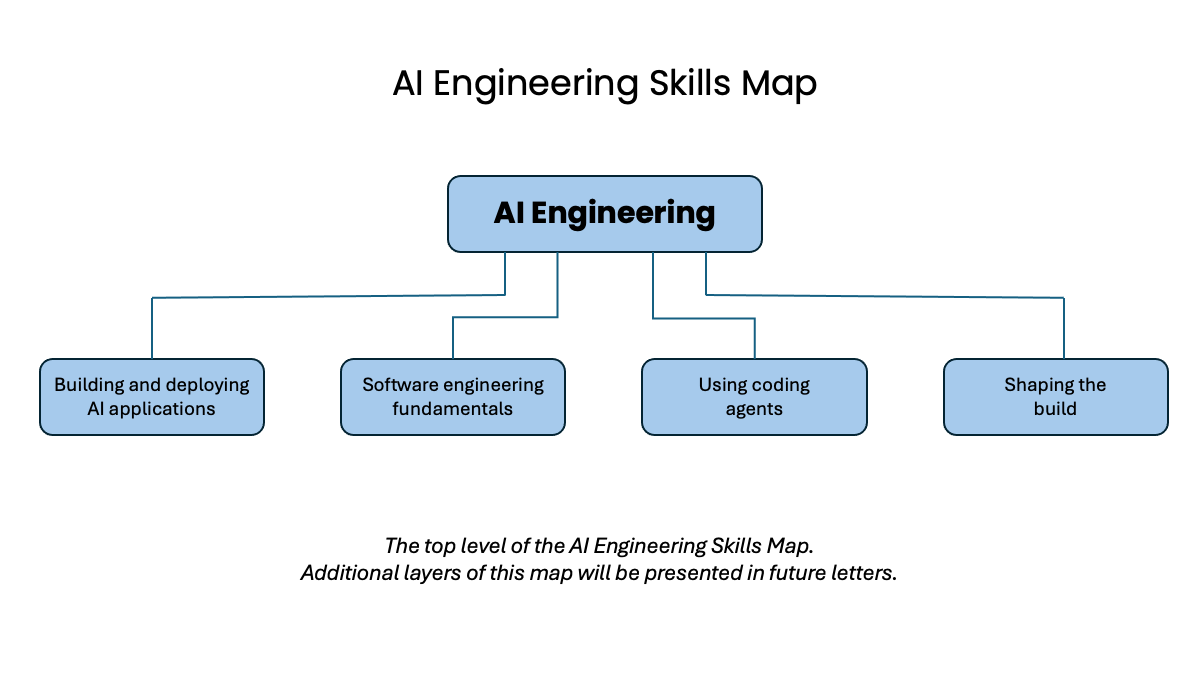 AI Engineering Skills Map
AI Engineering
Building and deploying
AI applications
Software engineering
fundamentals
Using coding
agents
Shaping the
build
The top level of the AI Engineering Skills Map.
Additional layers of this map will be presented in future letters.